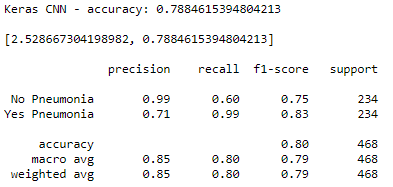 Keras CNN - accuracy: 0.7884615394804213
[2.528667304198982, 0.7884615394804213]
precision recall f1-score support
No Pneumonia 0.99 0.60 0.75 234
Yes Pneumonia 0.71 0.99 0.83 234
accuracy 0.80 468
macro avg 0.85 0.80 0.79 468
weighted avg 0.85 0.80 0.79 468